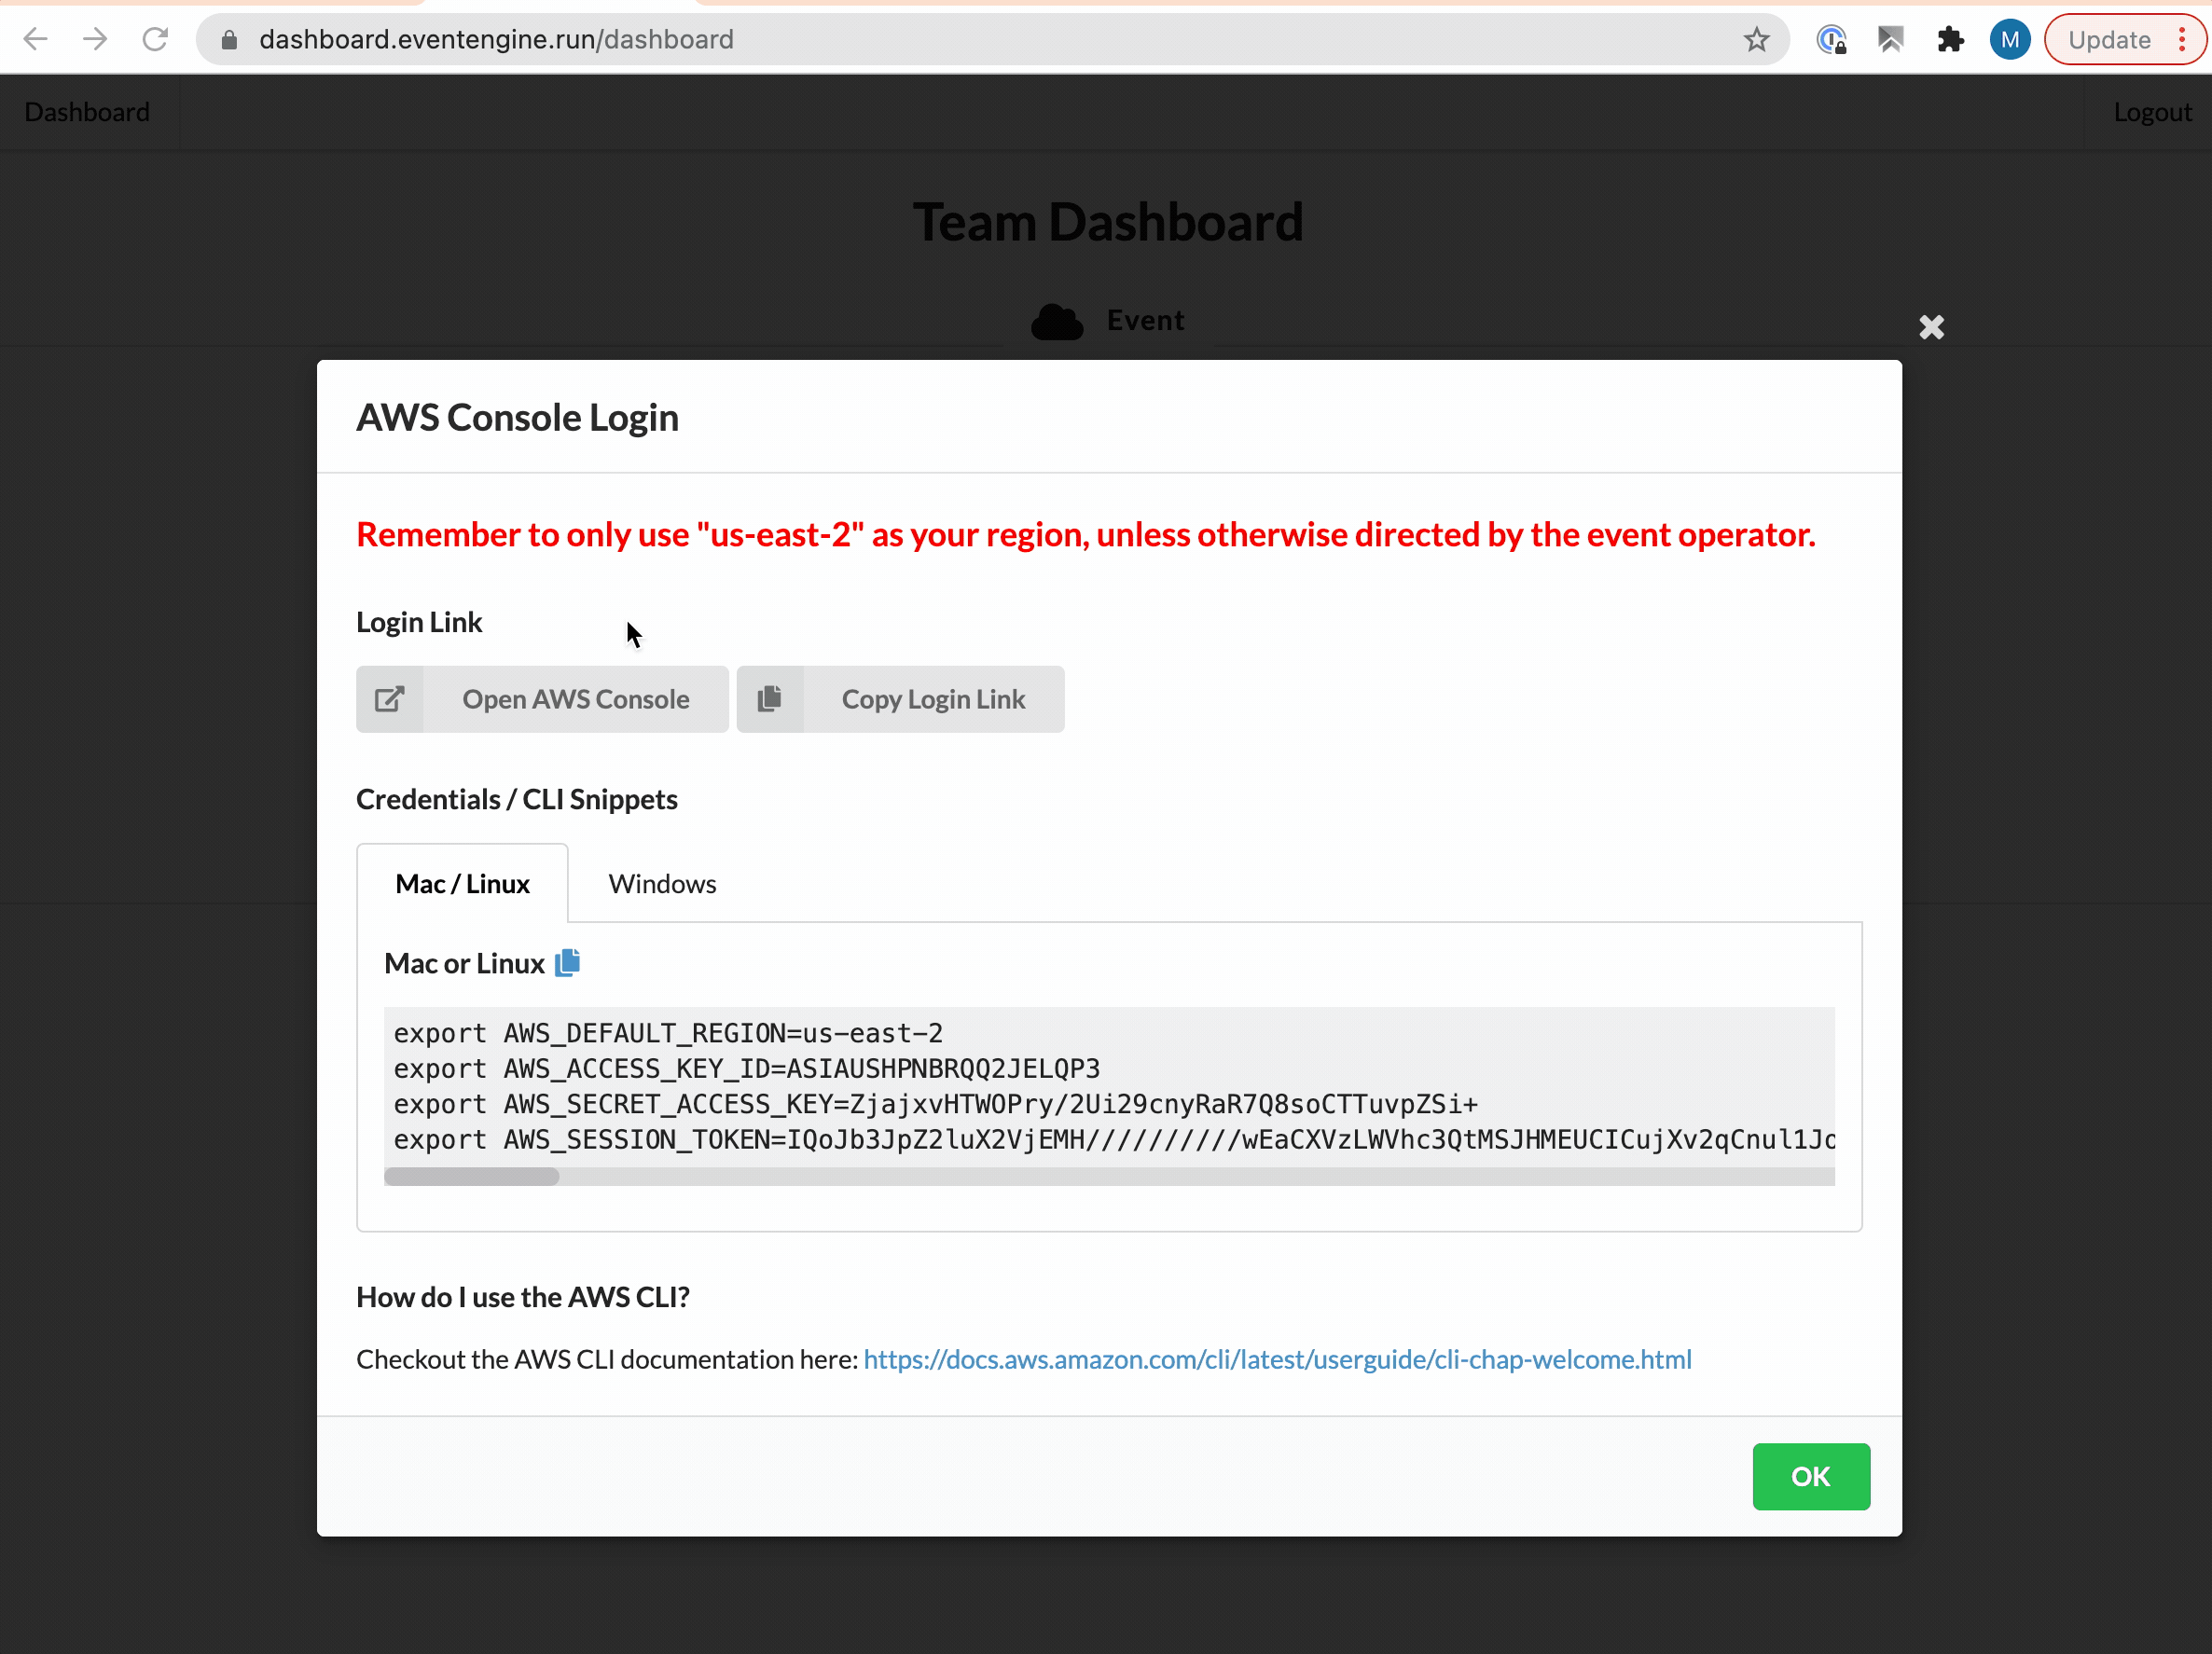 dashboard.eventengine.run/dashboard
M
Update
Dashboard
Logout
Team Dashboard
Event
AWS Console Login
Remember to only use "us-east-2" as your region, unless otherwise directed by the event operator.
Login Link
Open AWS Console
Copy Login Link
Credentials / CLI Snippets
Mac / Linux
Windows
Mac or Linux
export AWS_DEFAULT_REGION=us-east-2
export AWS_ACCESS_KEY_ID=ASIAUSHPNBRQQ2JELQP3
export AWS_SECRET_ACCESS_KEY=ZjajxvHTWOPry/2Ui29cnyRaR7Q8soCTTuvpZSi+
export AWS_SESSION_TOKEN=IQoJb3JpZ2luX2VjEMH//////////wEaCXVzLWVhc3QtMSJHMEUCICujXv2qCnul1Jo
How do I use the AWS CLI?
Checkout the AWS CLI documentation here: https://docs.aws.amazon.com/cli/latest/userguide/cli-chap-welcome.html
OK